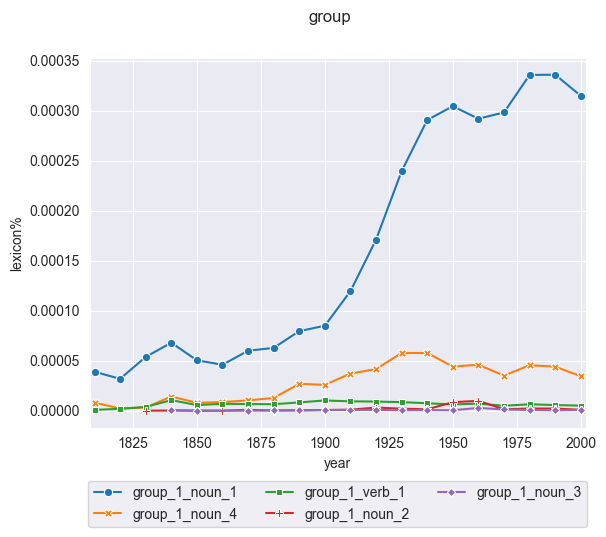 group
0.00035
0.00030
0.00025
0.00020
0.00015
0.00010
0.00005
0.00000
lexicon%
1825 1850 1875 1900 1925 1950 1975 2000
year
group_1_noun_1 group_1_verb_1 group_1_noun_3
group_1_noun_4 group_1_noun_2